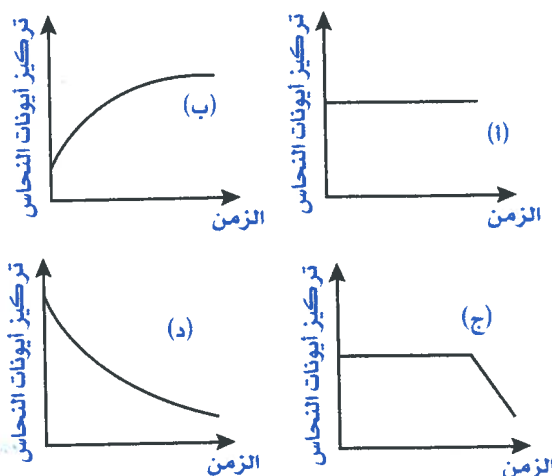 تركيز أيونات النحاس
(أ)
الزمن
تركيز أيونات النحاس
(ب)
الزمن
تركيز أيونات النحاس
(ج)
الزمن
تركيز أيونات النحاس
(د)
الزمن